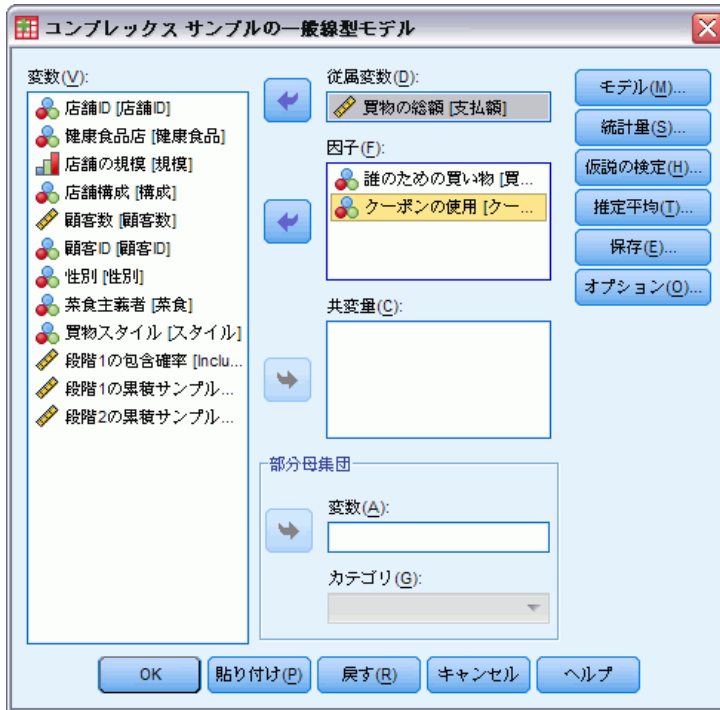 コンプレックス サンプルの一般線型モデル
変数(V):
店舗ID [店舗ID]
健康食品店 [健康食品]
店舗の規模 [規模]
店舗構成 [構成]
顧客数 [顧客数]
顧客ID [顧客ID]
性別 [性別]
菜食主義者 [菜食]
買物スタイル [スタイル]
段階1の包含確率 [Inclu...
段階1の累積サンプル...
段階2の累積サンプル...
従属変数(D):
買物の総額 [支払額]
因子(F):
誰のための買い物 [買...
クーポンの使用 [クー...
共変量(C):
部分母集団
変数(A):
カテゴリ(G):
モデル(M)...
統計量(S)...
仮説の検定(H)...
推定平均(T)...
保存(E)...
オプション(O)...
OK
貼り付け(P)
戻す(R)
キャンセル
ヘルプ